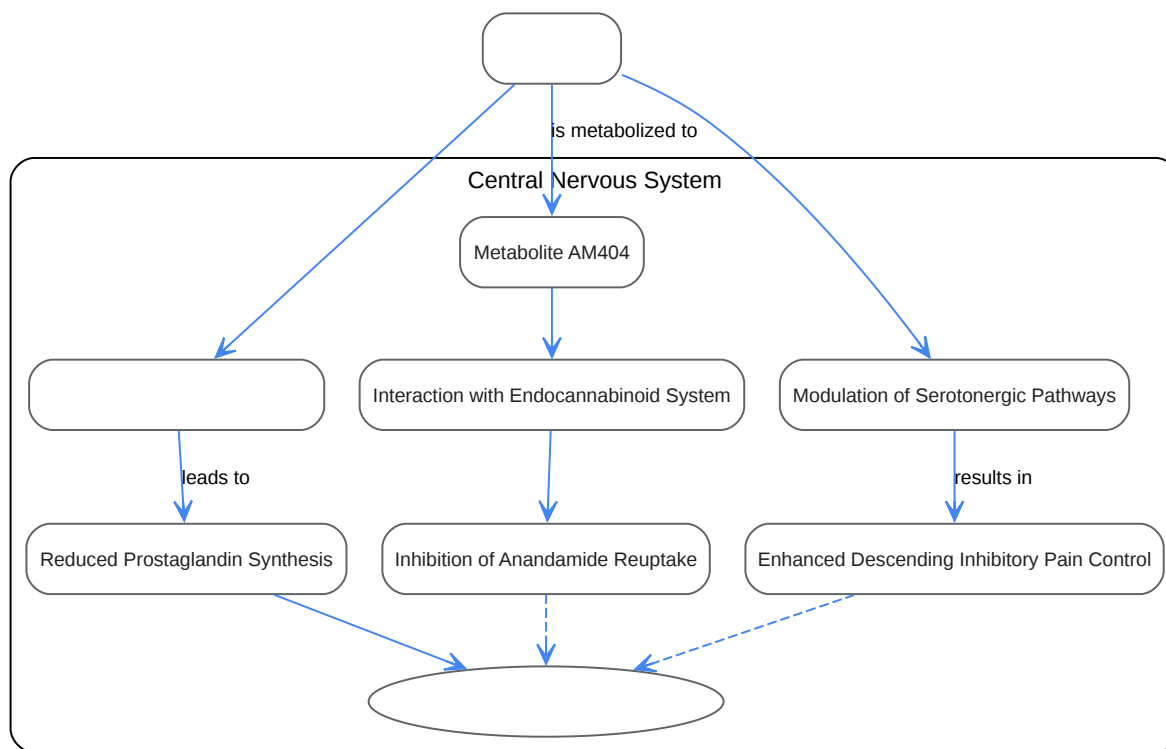 is metabolized to
Central Nervous System
Metabolite AM404
Interaction with Endocannabinoid System
Modulation of Serotonergic Pathways
leads to
results in
Reduced Prostaglandin Synthesis
Inhibition of Anandamide Reuptake
Enhanced Descending Inhibitory Pain Control